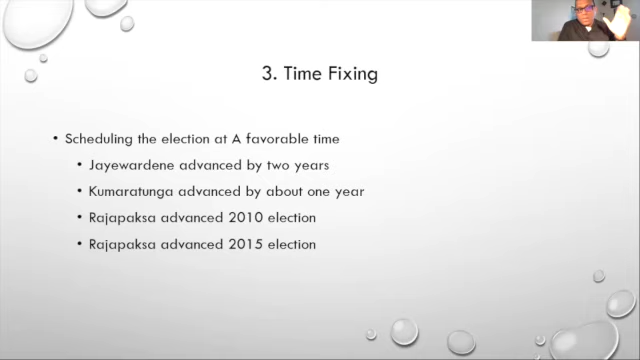 3. Time Fixing
• Scheduling the election at A favorable time
• Jayewardene advanced by two years
• Kumaratunga advanced by about one year
• Rajapaksa advanced 2010 election
• Rajapaksa advanced 2015 election